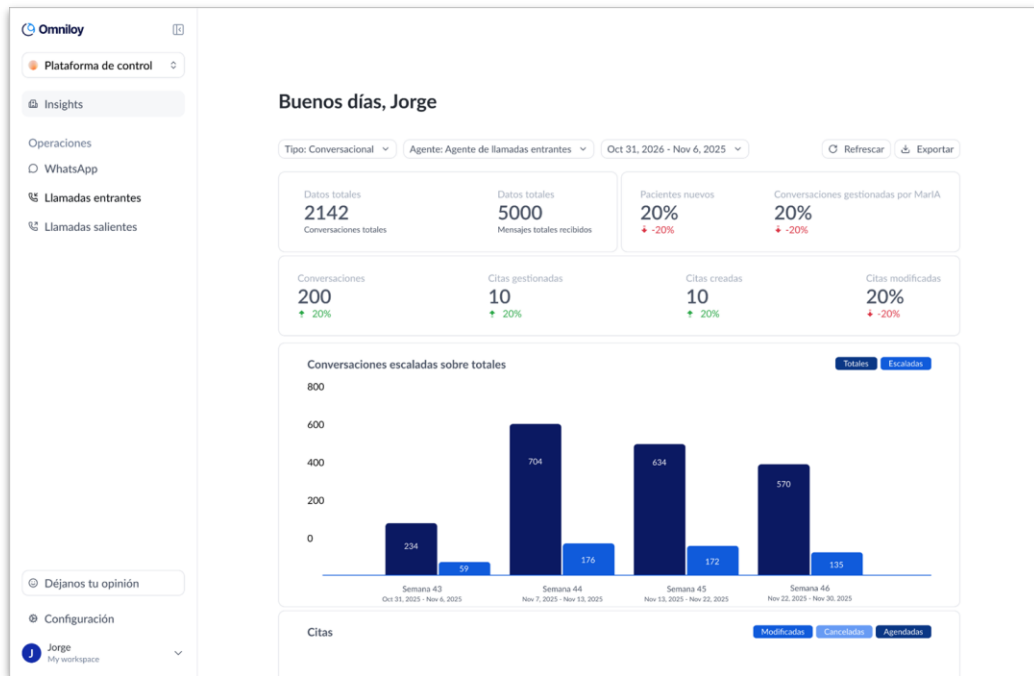 Omniloy
Plataforma de control
Insights
Operaciones
WhatsApp
Llamadas entrantes
Llamadas salientes
Déjanos tu opinión
Configuración
J
Jorge
My workspace
Buenos días, Jorge
Tipo: Conversacional
Agente: Agente de llamadas entrantes
Oct 31, 2026 - Nov 6, 2025
Refrescar
Exportar
Datos totales
2142
Conversaciones totales
Datos totales
5000
Mensajes totales recibidos
Pacientes nuevos
20%
-20%
Conversaciones gestionadas por MarIA
20%
-20%
Conversaciones
200
20%
Citas gestionadas
10
20%
Citas creadas
10
20%
Citas modificadas
20%
-20%
Conversaciones escaladas sobre totales
Totales
Escaladas
800
600
400
200
0
234
59
704
176
634
172
570
135
Semana 43
Oct 31, 2025 - Nov 6, 2025
Semana 44
Nov 7, 2025 - Nov 13, 2025
Semana 45
Nov 13, 2025 - Nov 22, 2025
Semana 46
Nov 22, 2025 - Nov 30, 2025
Citas
Modificadas
Canceladas
Agendadas